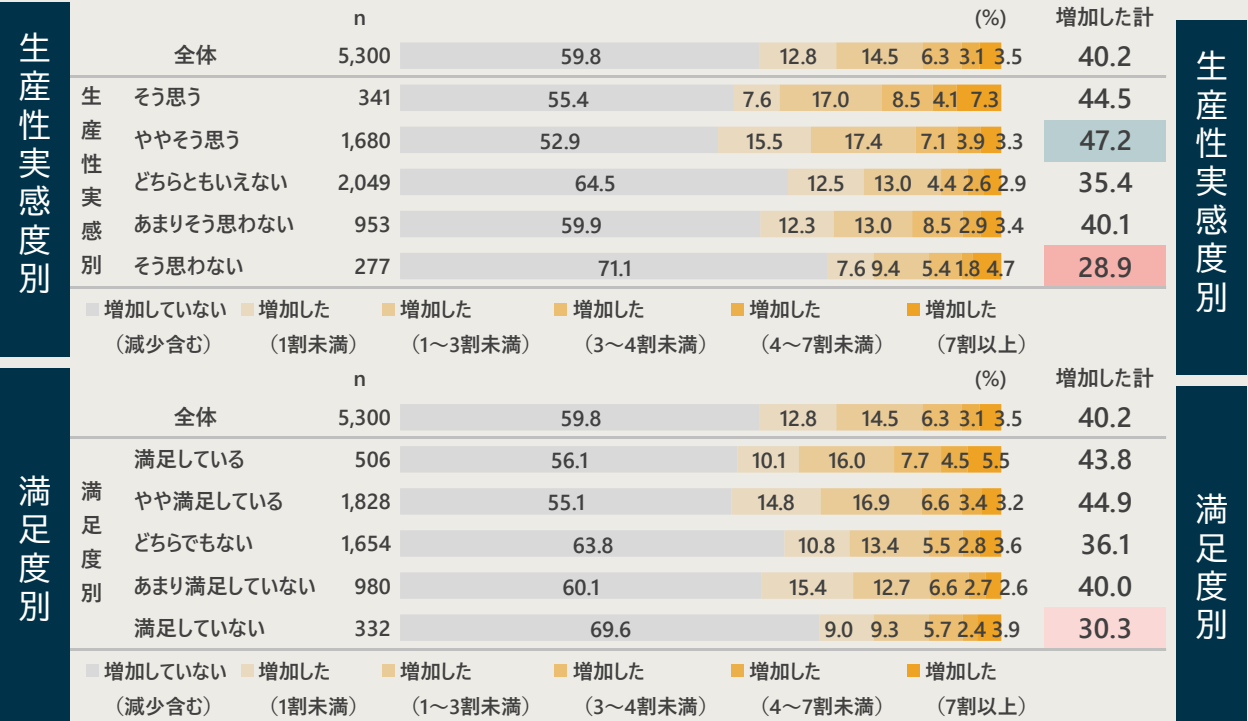 生産性実感度別
n (%) 増加した計
全体 5,300 59.8 12.8 14.5 6.3 3.1 3.5 40.2
生産性実感別
そう思う 341 55.4 7.6 17.0 8.5 4.1 7.3 44.5
ややそう思う 1,680 52.9 15.5 17.4 7.1 3.9 3.3 47.2
どちらともいえない 2,049 64.5 12.5 13.0 4.4 2.6 2.9 35.4
あまりそう思わない 953 59.9 12.3 13.0 8.5 2.9 3.4 40.1
そう思わない 277 71.1 7.6 9.4 5.4 1.8 4.7 28.9
増加していない 増加した 増加した 増加した 増加した 増加した
（減少含む） （1割未満） （1～3割未満） （3～4割未満） （4～7割未満） （7割以上）
生産性実感度別
満足度別
n (%) 増加した計
全体 5,300 59.8 12.8 14.5 6.3 3.1 3.5 40.2
満足度別
満足している 506 56.1 10.1 16.0 7.7 4.5 5.5 43.8
やや満足している 1,828 55.1 14.8 16.9 6.6 3.4 3.2 44.9
どちらでもない 1,654 63.8 10.8 13.4 5.5 2.8 3.6 36.1
あまり満足していない 980 60.1 15.4 12.7 6.6 2.7 2.6 40.0
満足していない 332 69.6 9.0 9.3 5.7 2.4 3.9 30.3
増加していない 増加した 増加した 増加した 増加した 増加した
（減少含む） （1割未満） （1～3割未満） （3～4割未満） （4～7割未満） （7割以上）
満足度別